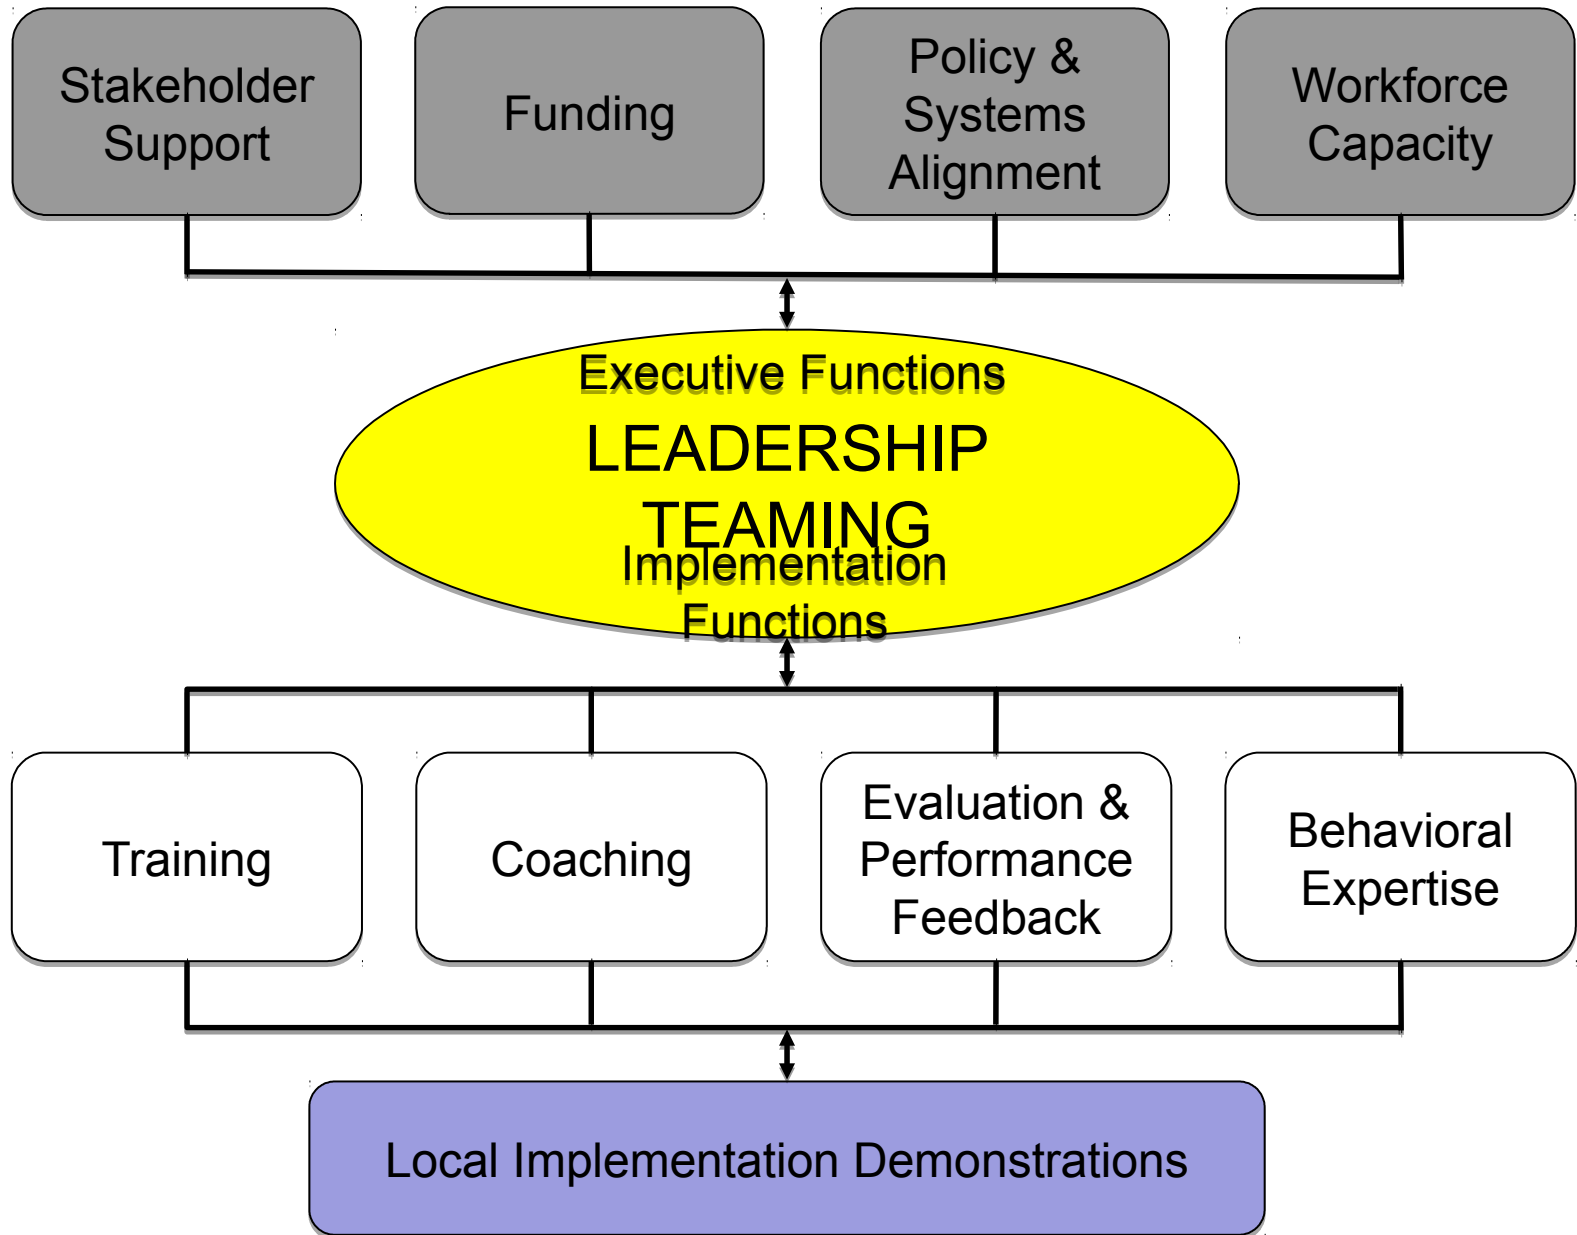 Stakeholder
Support
Funding
Policy &
Systems
Alignment
Workforce
Capacity
Executive Functions
LEADERSHIP
TEAMING
Implementation
Functions
Training
Coaching
Evaluation &
Performance
Feedback
Behavioral
Expertise
Local Implementation Demonstrations